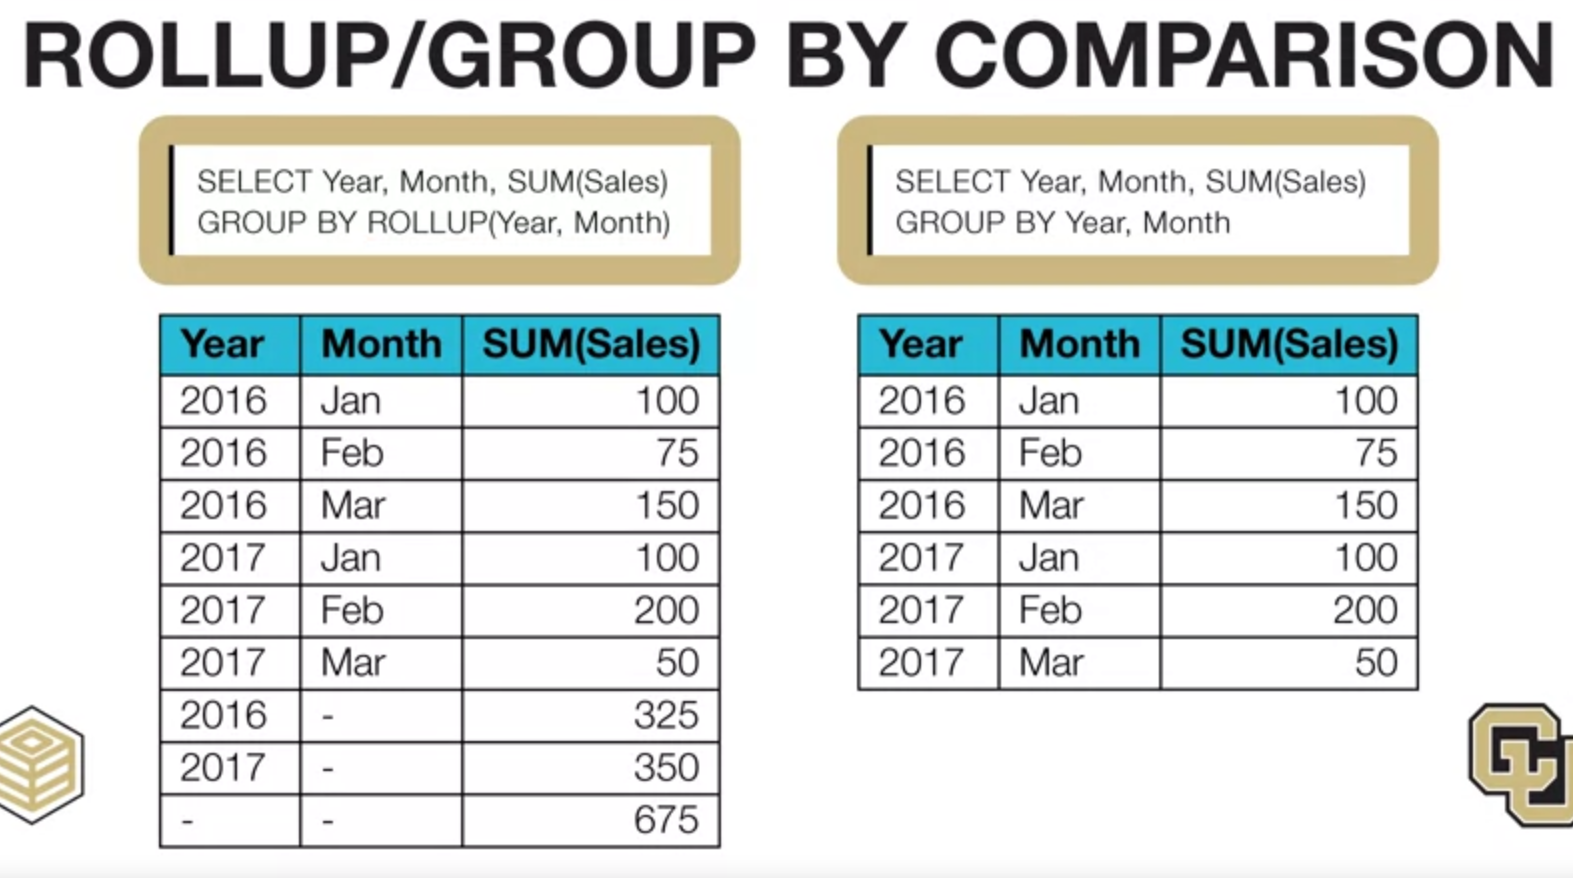 ROLLUP/GROUP BY COMPARISON
SELECT Year, Month, SUM(Sales)
GROUP BY ROLLUP(Year, Month)
Year Month SUM(Sales)
2016 Jan 100
2016 Feb 75
2016 Mar 150
2017 Jan 100
2017 Feb 200
2017 Mar 50
2016 - 325
2017 - 350
- - 675
SELECT Year, Month, SUM(Sales)
GROUP BY Year, Month
Year Month SUM(Sales)
2016 Jan 100
2016 Feb 75
2016 Mar 150
2017 Jan 100
2017 Feb 200
2017 Mar 50
CU